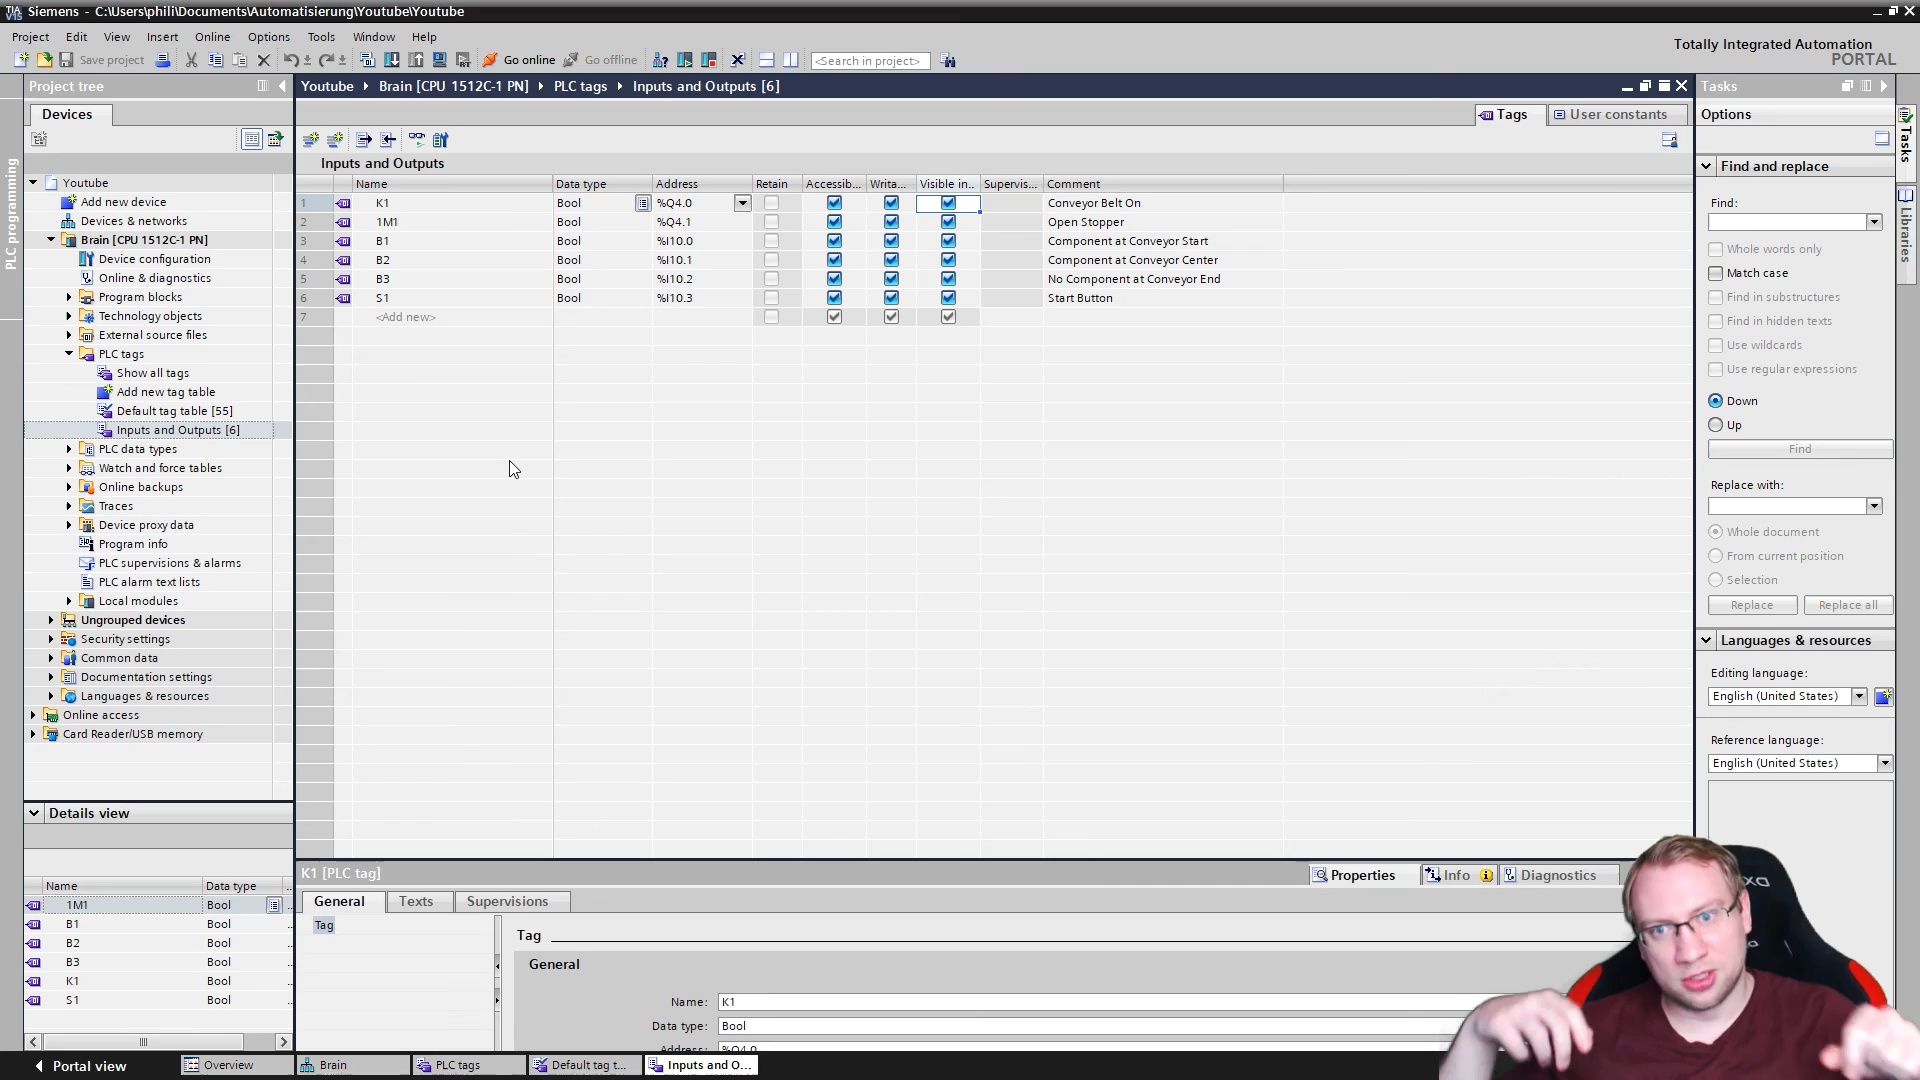 Siemens - C:\Users\phili\Documents\Automatisierung\Youtube\Youtube
Project Edit View Insert Online Options Tools Window Help
Totally Integrated Automation
PORTAL
Save project
Go online
Go offline
<Search in project>
Project tree
Youtube
Brain [CPU 1512C-1 PN]
PLC tags
Inputs and Outputs [6]
Tasks
Devices
Tags
User constants
Options
PLC programming
Tasks
Libraries
Inputs and Outputs
Name Data type Address Retain Accessib... Writa... Visible in.. Supervis... Comment
1 K1 Bool %Q4.0 Conveyor Belt On
2 1M1 Bool %Q4.1 Open Stopper
3 B1 Bool %I10.0 Component at Conveyor Start
4 B2 Bool %I10.1 Component at Conveyor Center
5 B3 Bool %I10.2 No Component at Conveyor End
6 S1 Bool %I10.3 Start Button
7 <Add new>
Youtube
Add new device
Devices & networks
Brain [CPU 1512C-1 PN]
Device configuration
Online & diagnostics
Program blocks
Technology objects
External source files
PLC tags
Show all tags
Add new tag table
Default tag table [55]
Inputs and Outputs [6]
PLC data types
Watch and force tables
Online backups
Traces
Device proxy data
Program info
PLC supervisions & alarms
PLC alarm text lists
Local modules
Ungrouped devices
Security settings
Common data
Documentation settings
Languages & resources
Online access
Card Reader/USB memory
Find and replace
Find:
Whole words only
Match case
Find in substructures
Find in hidden texts
Use wildcards
Use regular expressions
Down
Up
Find
Replace with:
Whole document
From current position
Selection
Replace Replace all
Languages & resources
Editing language:
English (United States)
Reference language:
English (United States)
Details view
Name Data type ..
1M1 Bool
B1 Bool ..
B2 Bool ..
B3 Bool ..
K1 Bool ..
S1 Bool ..
K1 [PLC tag]
Properties
Info
Diagnostics
General Texts Supervisions
Tag
Tag
General
Name: K1
Data type: Bool
Address: %Q4.0
Portal view
Overview
Brain
PLC tags
Default tag t...
Inputs and O...